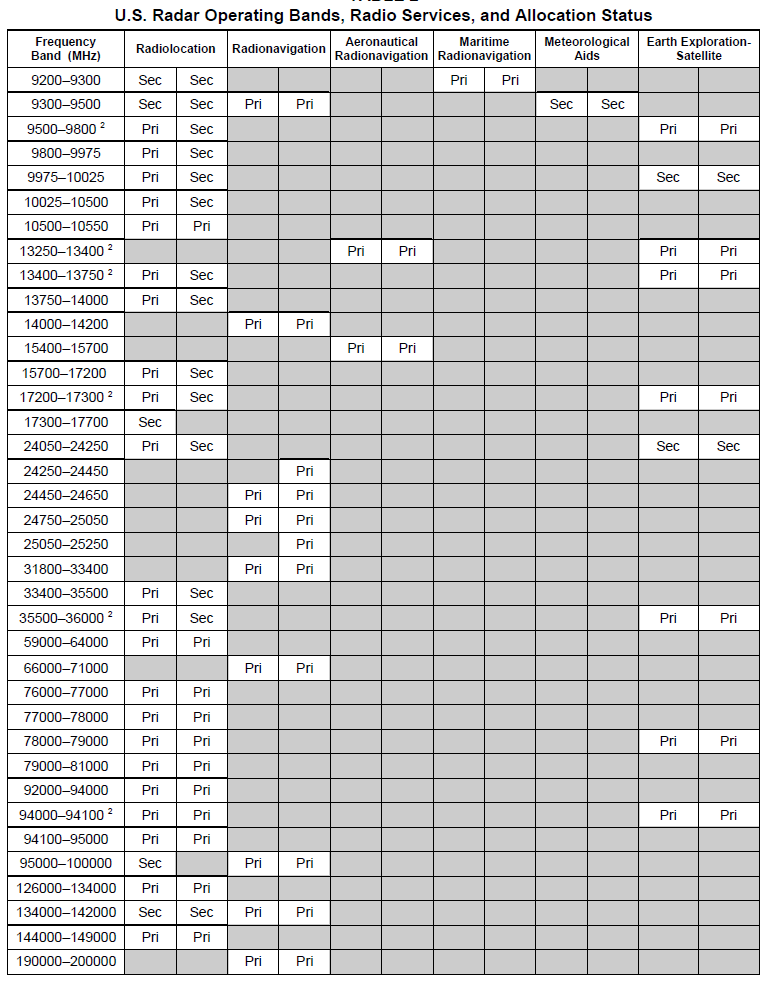 U.S. Radar Operating Bands, Radio Services, and Allocation Status
Frequency Band (MHz) Radiolocation Radionavigation Aeronautical Radionavigation Maritime Radionavigation Meteorological Aids Earth Exploration-Satellite
9200–9300 Sec Sec Pri Pri
9300–9500 Sec Sec Pri Pri Sec Sec
9500–9800 2 Pri Sec Pri Pri
9800–9975 Pri Sec
9975–10025 Pri Sec Sec Sec
10025–10500 Pri Sec
10500–10550 Pri Pri
13250–13400 2 Pri Pri Pri Pri
13400–13750 2 Pri Sec Pri Pri
13750–14000 Pri Sec
14000–14200 Pri Pri
15400–15700 Pri Pri
15700–17200 Pri Sec
17200–17300 2 Pri Sec Pri Pri
17300–17700 Sec
24050–24250 Pri Sec Sec Sec
24250–24450 Pri
24450–24650 Pri Pri
24750–25050 Pri Pri
25050–25250 Pri
31800–33400 Pri Pri
33400–35500 Pri Sec
35500–36000 2 Pri Sec Pri Pri
59000–64000 Pri Pri
66000–71000 Pri Pri
76000–77000 Pri Pri
77000–78000 Pri Pri
78000–79000 Pri Pri Pri Pri
79000–81000 Pri Pri
92000–94000 Pri Pri
94000–94100 2 Pri Pri Pri Pri
94100–95000 Pri Pri
95000–100000 Sec Pri Pri
126000–134000 Pri Pri
134000–142000 Sec Sec Pri Pri
144000–149000 Pri Pri
190000–200000 Pri Pri